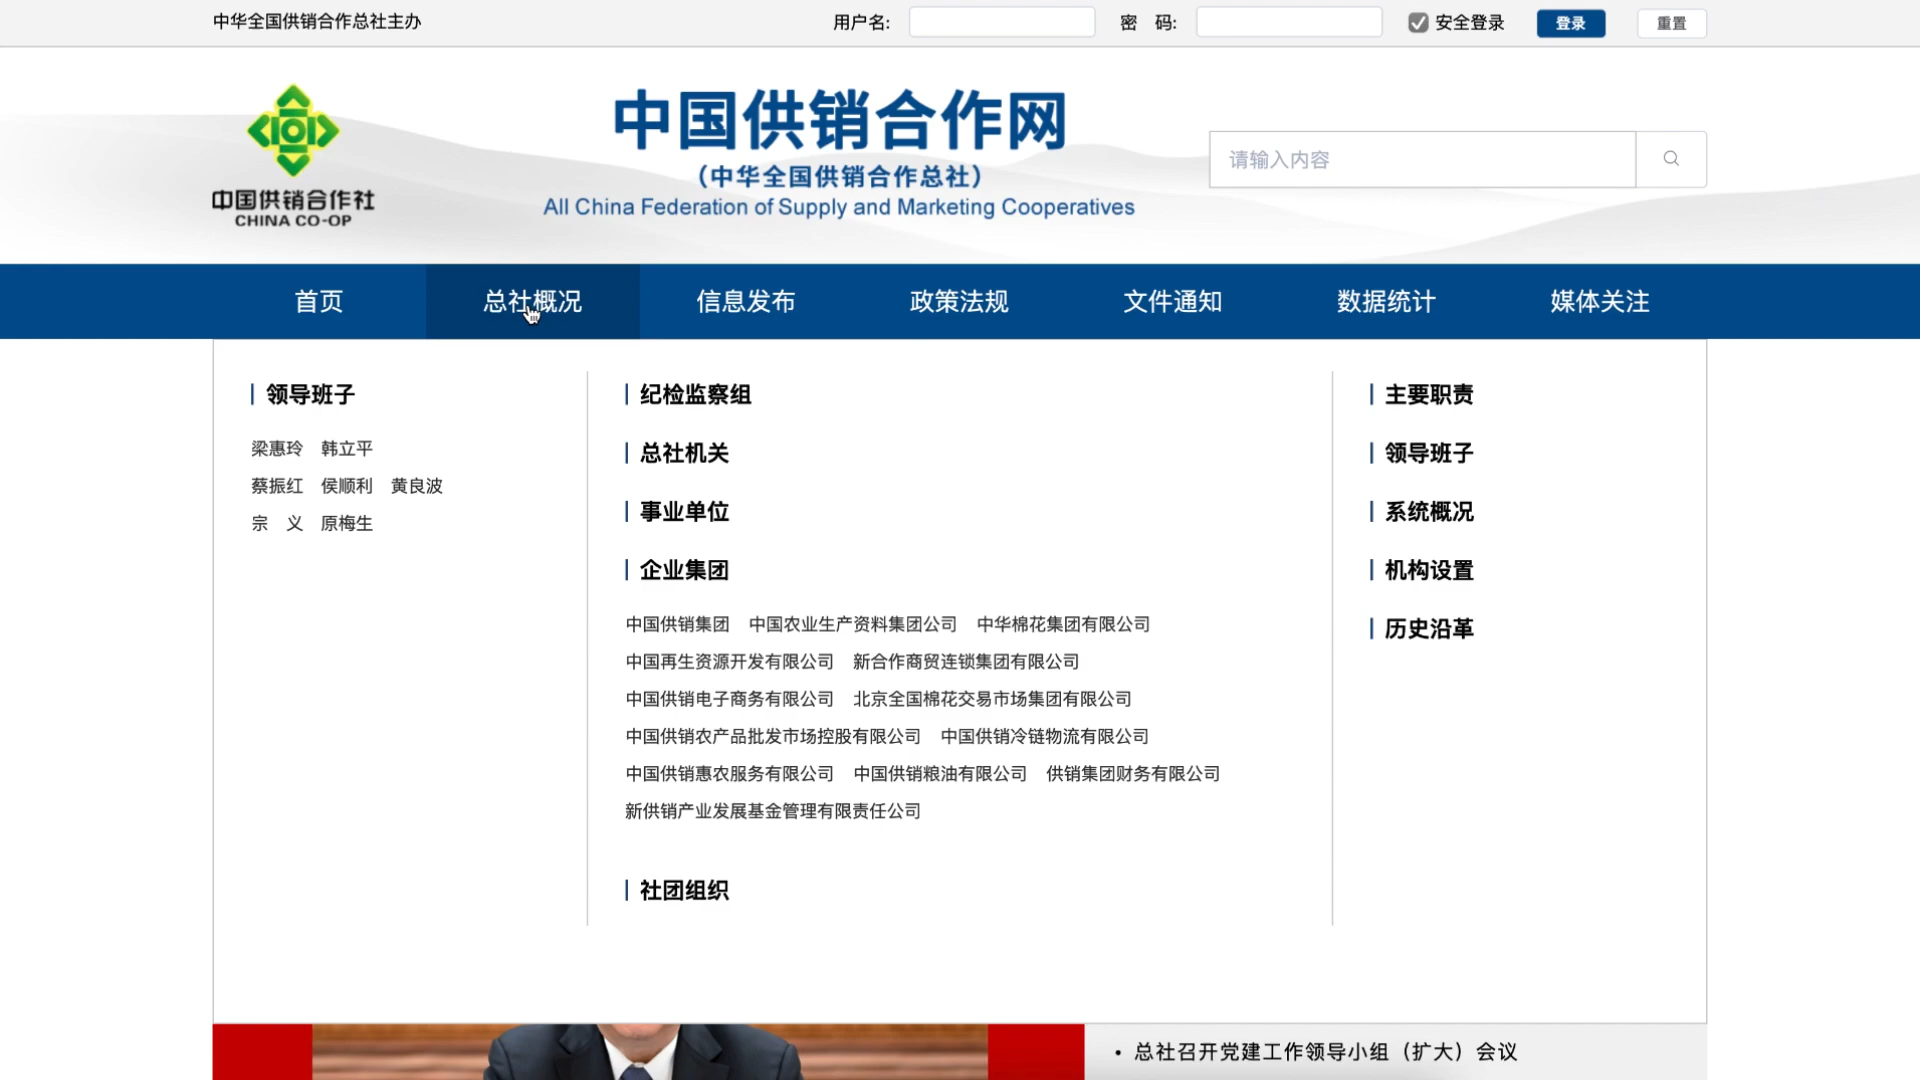 中华全国供销合作总社主办
用户名:
密 码:
安全登录
登录
重置
中国供销合作社
CHINA CO-OP
中国供销合作网
（中华全国供销合作总社）
All China Federation of Supply and Marketing Cooperatives
请输入内容
首页 总社概况 信息发布 政策法规 文件通知 数据统计 媒体关注
领导班子
梁惠玲 韩立平
蔡振红 侯顺利 黄良波
宗 义 原梅生
纪检监察组
总社机关
事业单位
企业集团
中国供销集团 中国农业生产资料集团公司 中华棉花集团有限公司
中国再生资源开发有限公司 新合作商贸连锁集团有限公司
中国供销电子商务有限公司 北京全国棉花交易市场集团有限公司
中国供销农产品批发市场控股有限公司 中国供销冷链物流有限公司
中国供销惠农服务有限公司 中国供销粮油有限公司 供销集团财务有限公司
新供销产业发展基金管理有限责任公司
社团组织
主要职责
领导班子
系统概况
机构设置
历史沿革
• 总社召开党建工作领导小组（扩大）会议